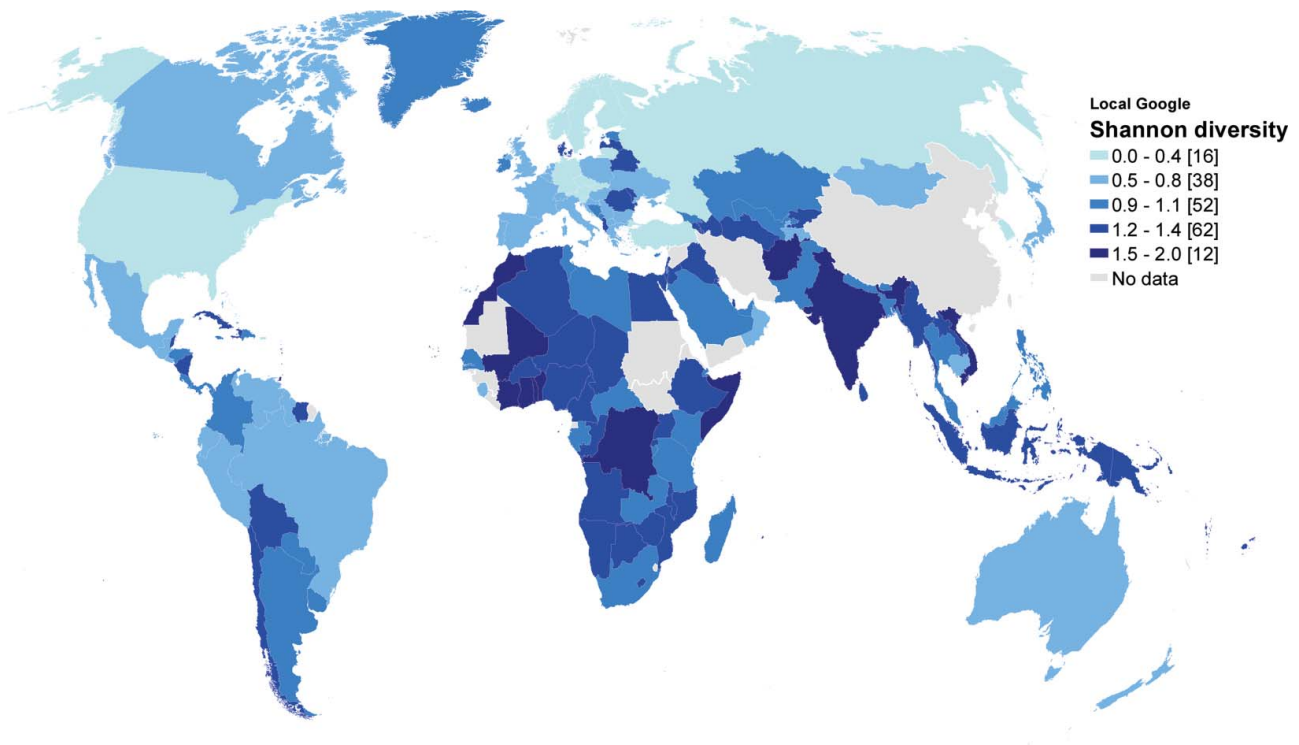 Local Google
Shannon diversity
0.0 - 0.4 [16]
0.5 - 0.8 [38]
0.9 - 1.1 [52]
1.2 - 1.4 [62]
1.5 - 2.0 [12]
No data